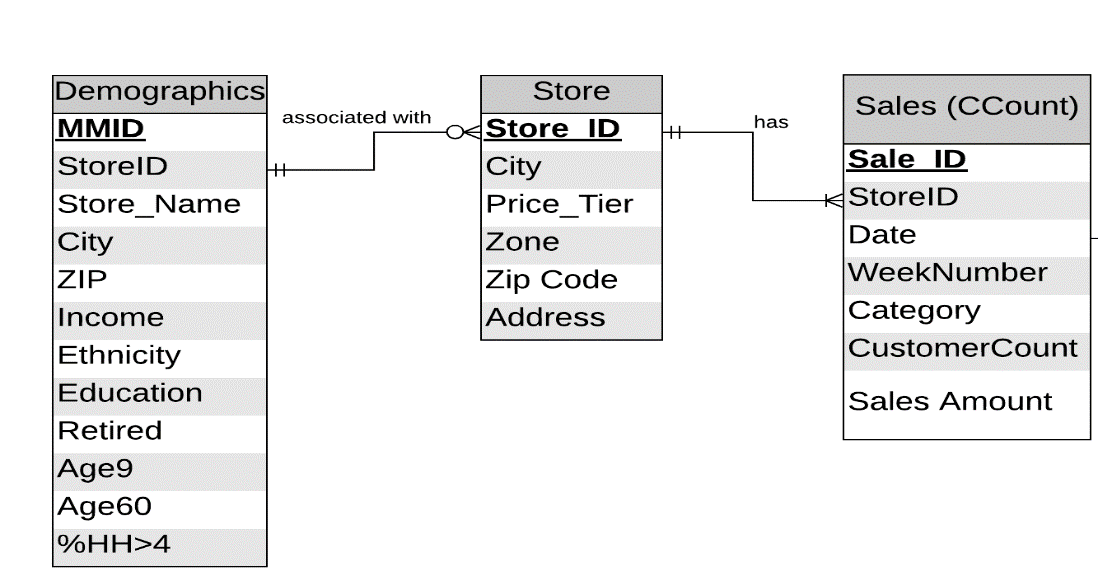 Demographics
MMID
StoreID
Store_Name
City
ZIP
Income
Ethnicity
Education
Retired
Age9
Age60
%HH>4
associated with
Store
Store_ID
City
Price_Tier
Zone
Zip Code
Address
has
Sales (CCount)
Sale_ID
StoreID
Date
WeekNumber
Category
CustomerCount
Sales Amount